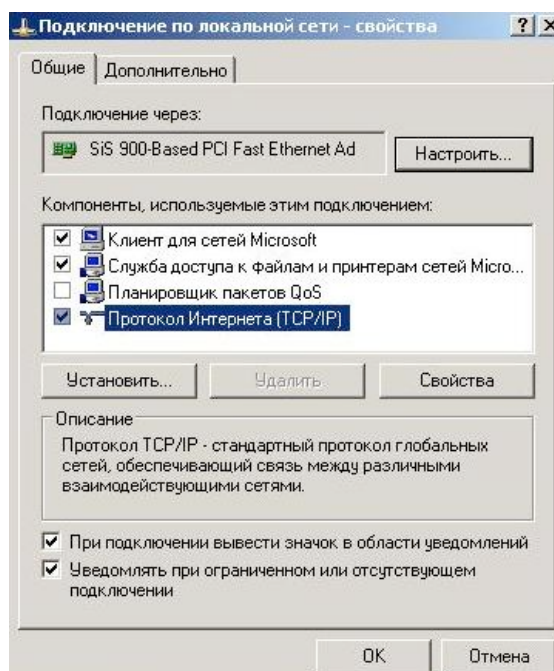 Подключение по локальной сети - свойства
Общие
Дополнительно
Подключение через:
SiS 900-Based PCI Fast Ethernet Ad
Настроить...
Компоненты, используемые этим подключением:
Клиент для сетей Microsoft
Служба доступа к файлам и принтерам сетей Micro...
Планировщик пакетов QoS
Протокол Интернета (TCP/IP)
Установить...
Удалить
Свойства
Описание
Протокол TCP/IP - стандартный протокол глобальных
сетей, обеспечивающий связь между различными
взаимодействующими сетями.
При подключении вывести значок в области уведомлений
Уведомлять при ограниченном или отсутствующем
подключении
OK
Отмена